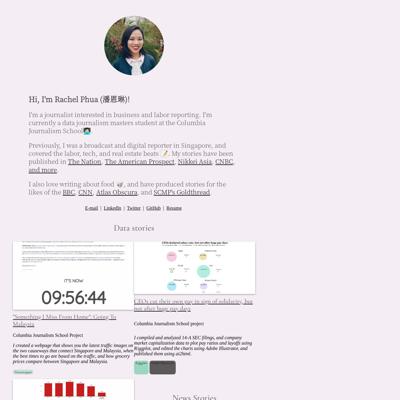 Hi, I'm Rachel Phua (潘恩琳)!
I'm a journalist interested in business and labor reporting. I'm
currently a data journalism masters student at the Columbia
Journalism School
Previously, I was a broadcast and digital reporter in Singapore, and
covered the labor, tech, and real estate beats. My stories have been
published in The Nation, The American Prospect, Nikkei Asia, CNBC,
and more.
I also love writing about food, and have produced stories for the
likes of the BBC, CNN, Atlas Obscura, and SCMP's Goldthread.
E-mail | LinkedIn | Twitter | GitHub | Resume
Data stories
IT'S NOW
09:56:44
"Something I Miss From Home": Going To
Malaysia
Columbia Journalism School Project
I created a webpage that shows you the latest traffic images on
the two causeways that connect Singapore and Malaysia, when
the best times to go are based on the traffic, and how grocery
prices compare between Singapore and Malaysia.
CEOs cut their own pay in sign of solidarity, but
not after huge pay days
Columbia Journalism School project
I compiled and analyzed 14-A SEC filings, and company
market capitalization data to plot pay ratios and layoffs using
ggplot, and edited the charts using Adobe Illustrator, and
published them using ai2html.
News Stories